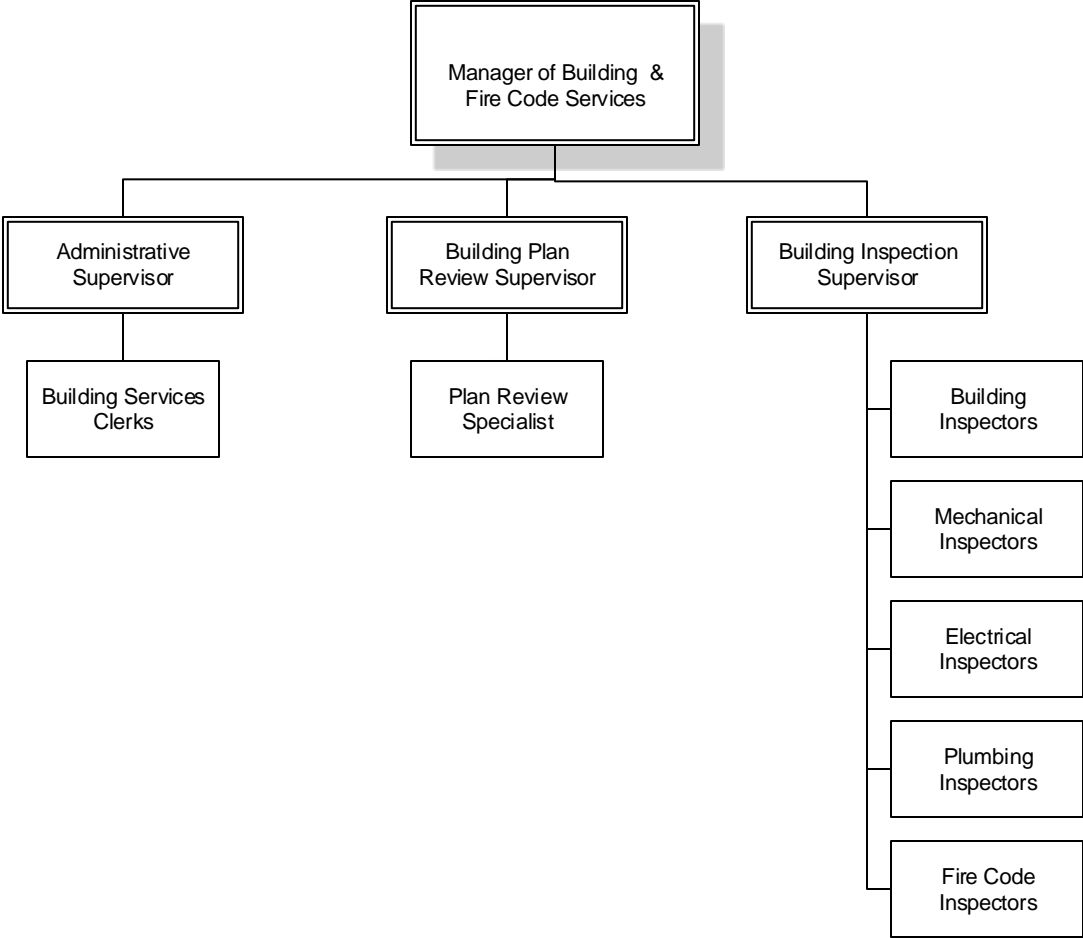 Manager of Building &
Fire Code Services
Administrative
Supervisor
Building Plan
Review Supervisor
Building Inspection
Supervisor
Building Services
Clerks
Plan Review
Specialist
Building
Inspectors
Mechanical
Inspectors
Electrical
Inspectors
Plumbing
Inspectors
Fire Code
Inspectors